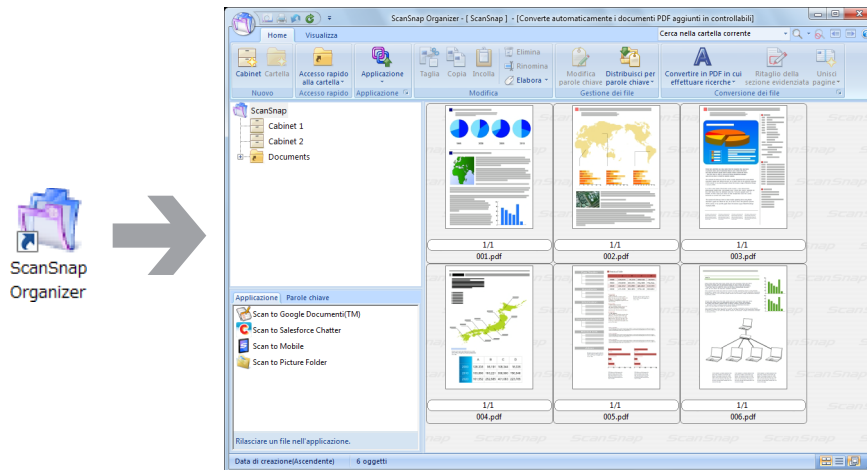 ScanSnap
Organizer
ScanSnap Organizer - [ ScanSnap ] - [Converte automaticamente i documenti PDF aggiunti in controllabili]
Home
Visualizza
Cerca nella cartella corrente
Cabinet
Cartella
Nuovo
Accesso rapido
alla cartella
Accesso rapido
Applicazione
Applicazione
Taglia
Copia
Incolla
Elimina
Rinomina
Elabora
Modifica
Modifica
parole chiave
Distribuisci per
parole chiave
Gestione dei file
Convertire in PDF in cui
effettuare ricerche
Ritaglio della
sezione evidenziata
Unisci
pagine
Conversione dei file
ScanSnap
Cabinet 1
Cabinet 2
Documents
Applicazione
Parole chiave
Scan to Google Documenti(TM)
Scan to Salesforce Chatter
Scan to Mobile
Scan to Picture Folder
Rilasciare un file nell'applicazione.
1/1
001.pdf
1/1
002.pdf
1/1
003.pdf
1/1
004.pdf
1/1
005.pdf
1/1
006.pdf
ScanSnap
ScanSnap
ScanSnap
Data di creazione(Ascendente)
6 oggetti